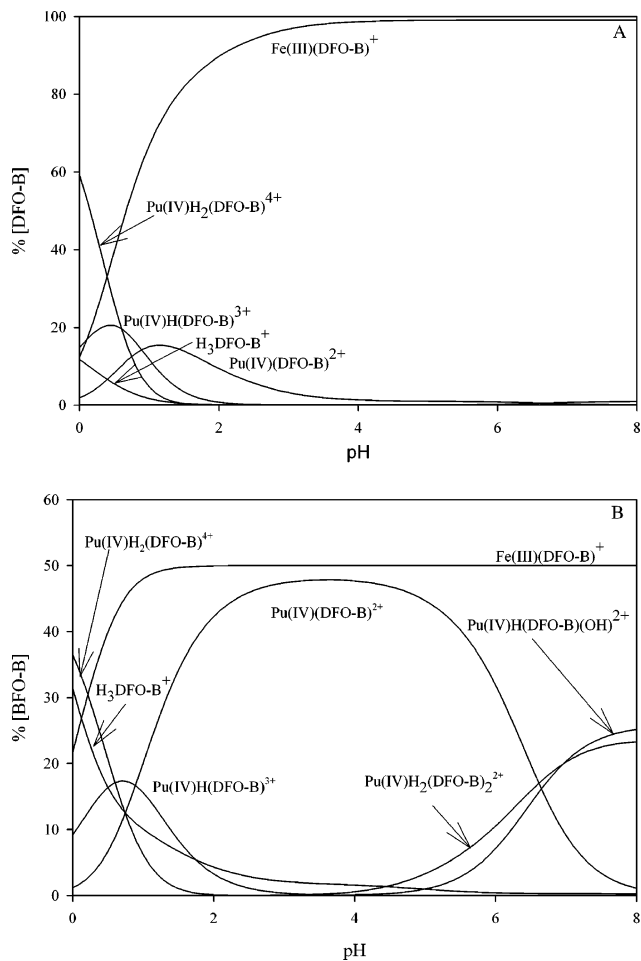 A
100
80
60
40
20
0
% [DFO-B]
Fe(III)(DFO-B)+
Pu(IV)H2(DFO-B)4+
Pu(IV)H(DFO-B)3+
H3DFO-B+
Pu(IV)(DFO-B)2+
0 2 4 6 8
pH
B
60
50
40
30
20
10
0
% [BFO-B]
Pu(IV)H2(DFO-B)4+
Fe(III)(DFO-B)+
Pu(IV)(DFO-B)2+
Pu(IV)H(DFO-B)(OH)2+
H3DFO-B+
Pu(IV)H(DFO-B)3+
Pu(IV)H2(DFO-B)22+
0 2 4 6 8
pH